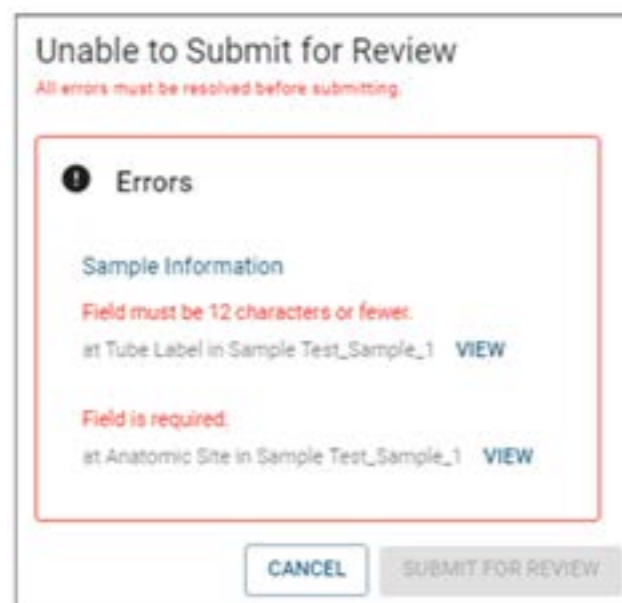 Unable to Submit for Review
All errors must be resolved before submitting.
Errors
Sample Information
Field must be 12 characters or fewer.
at Tube Label in Sample Test_Sample_1 VIEW
Field is required.
at Anatomic Site in Sample Test_Sample_1 VIEW
CANCEL SUBMIT FOR REVIEW